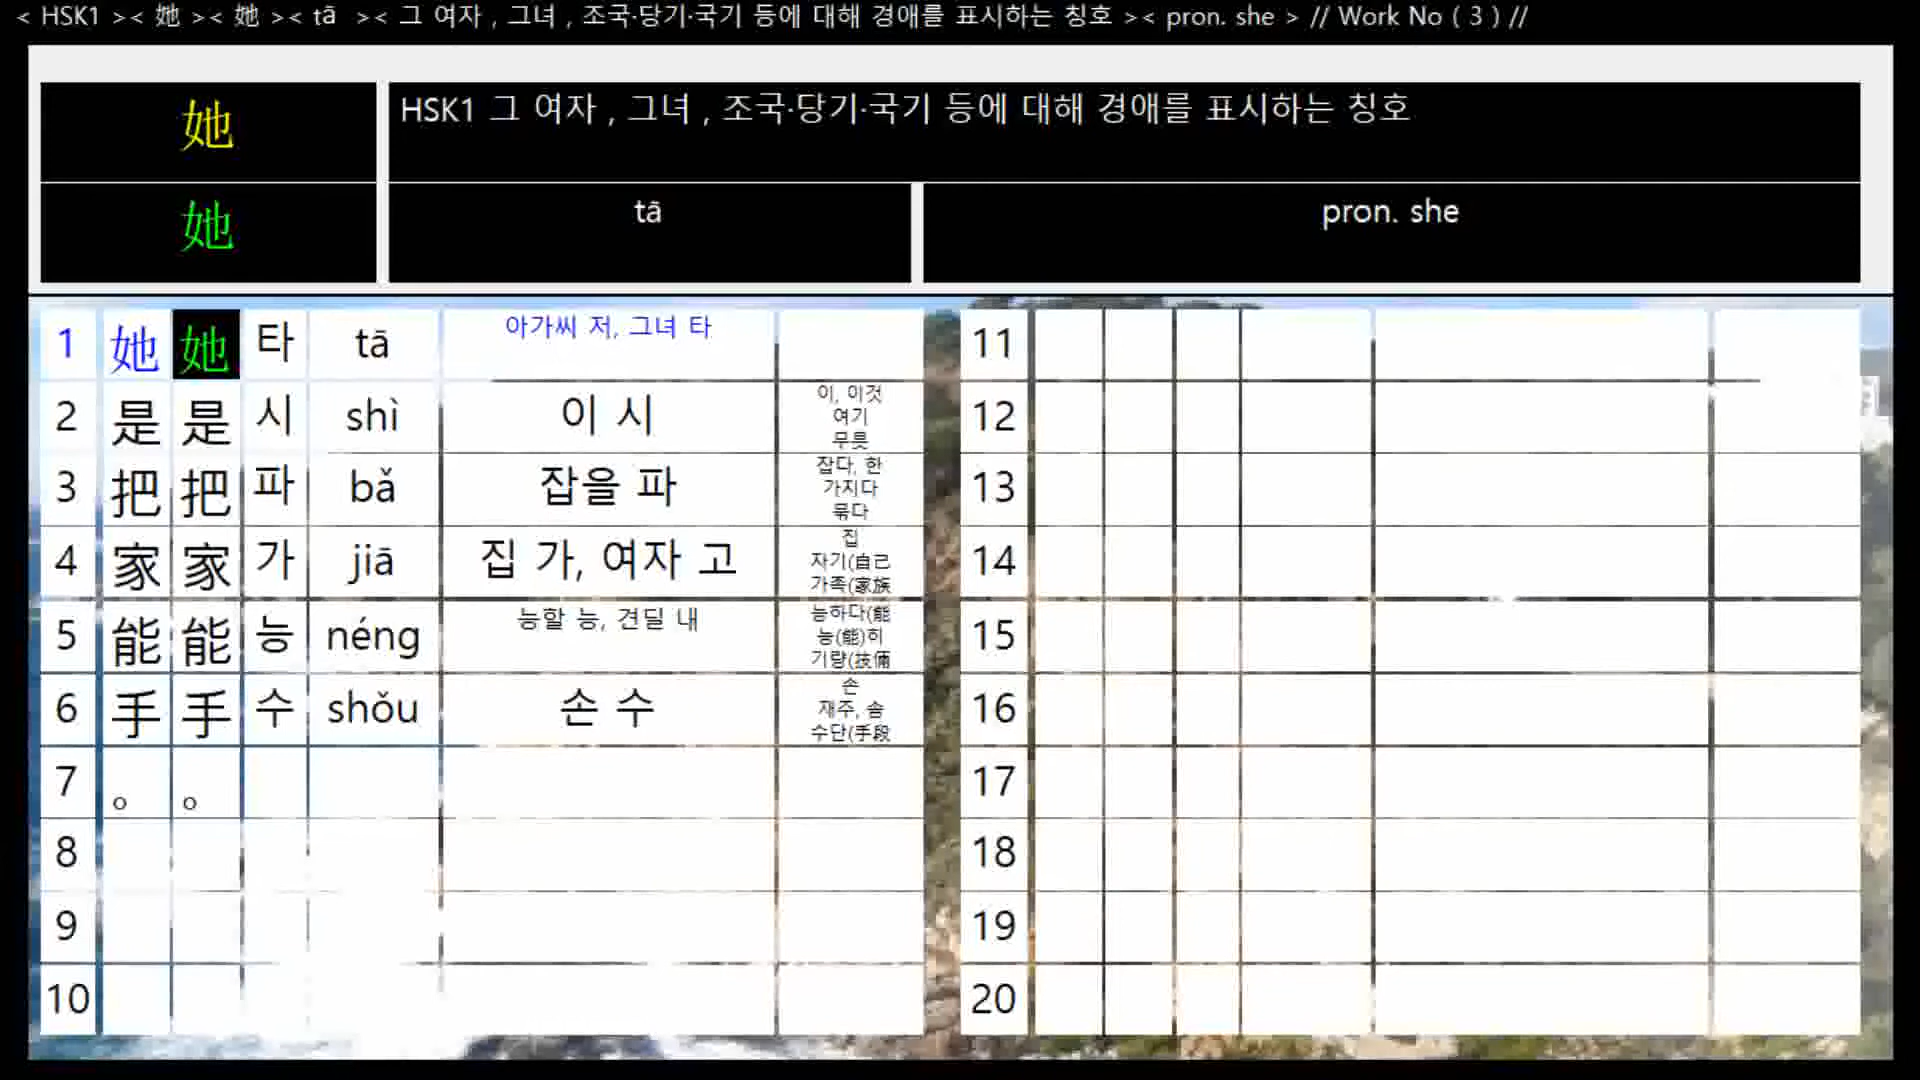 < HSK1 >< 她 >< 她 >< tā >< 그 여자 , 그녀 , 조국·당기·국기 등에 대해 경애를 표시하는 칭호 >< pron. she > // Work No ( 3 ) //
她
HSK1 그 여자 , 그녀 , 조국·당기·국기 등에 대해 경애를 표시하는 칭호
她
tā
pron. she
1 她 她 타 tā 아가씨 저, 그녀 타
2 是 是 시 shì 이 시
이, 이것
여기
무릇
3 把 把 파 bǎ 잡을 파
잡다, 한
가지다
묶다
4 家 家 가 jiā 집 가, 여자 고
집
자기(自己
가족(家族
5 能 能 능 néng 능할 능, 견딜 내
능하다(能
능(能)히
기량(技倆
6 手 手 수 shǒu 손 수
손
재주, 솜
수단(手段
7 。 。
8
9
10
11
12
13
14
15
16
17
18
19
20